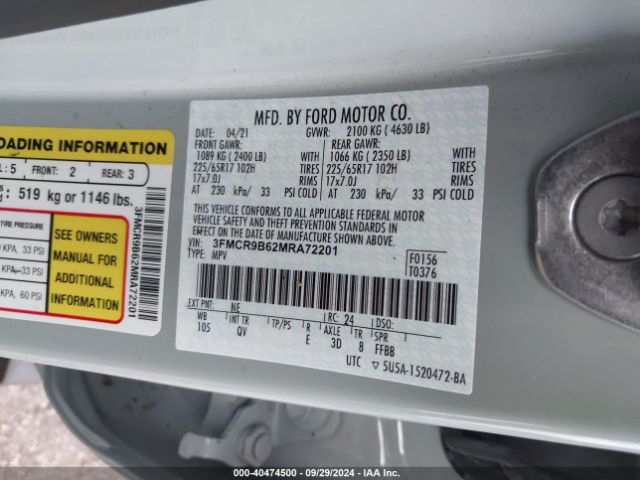 OADING INFORMATION
: 5 FRONT: 2 REAR: 3
: 519 kg or 1146 lbs.
RE PRESSURE
KPA, 33 PSI
KPA, 33 PSI
KPA, 60 PSI
SEE OWNERS
MANUAL FOR
ADDITIONAL
INFORMATION
3FMCR9B62MRA72201
MFD. BY FORD MOTOR CO.
DATE: 04/21 GVWR: 2100 KG ( 4630 LB)
FRONT GAWR: REAR GAWR:
1089 KG ( 2400 LB) 1066 KG ( 2350 LB)
225/65R17 102H TIRES 225/65R17 102H TIRES
17x7.0J RIMS 17x7.0J RIMS
AT 230 kPa/ 33 PSI COLD AT 230 kPa/ 33 PSI COLD
THIS VEHICLE CONFORMS TO ALL APPLICABLE FEDERAL MOTOR
VEHICLE SAFETY AND THEFT PREVENTION STANDARDS IN
EFFECT ON THE DATE OF MANUFACTURE SHOWN ABOVE.
VIN: 3FMCR9B62MRA72201
TYPE: MPV
F0156
T0376
EXT PNT: NE RC: 24 DSO:
WB INT TR TP/PS R AXLE TR SPR
105 QV E 3D 8 FFBB
UTC 5U5A-1520472-BA
000-40474500 - 09/29/2024 - IAA Inc.